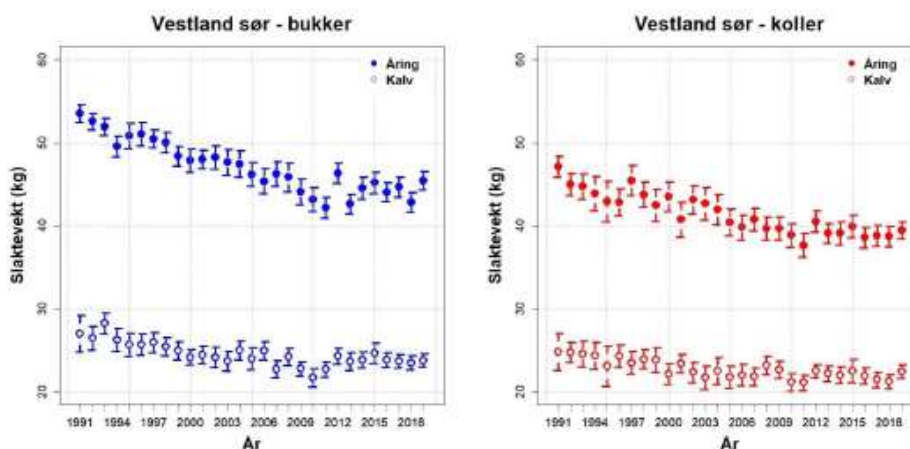 Vestland sør - bukker
Slaktevekt (kg)
60
50
40
30
20
Åring
Kalv
1991 1994 1997 2000 2003 2006 2009 2012 2015 2018
År
Vestland sør - koller
Slaktevekt (kg)
60
50
40
30
20
Åring
Kalv
1991 1994 1997 2000 2003 2006 2009 2012 2015 2018
År